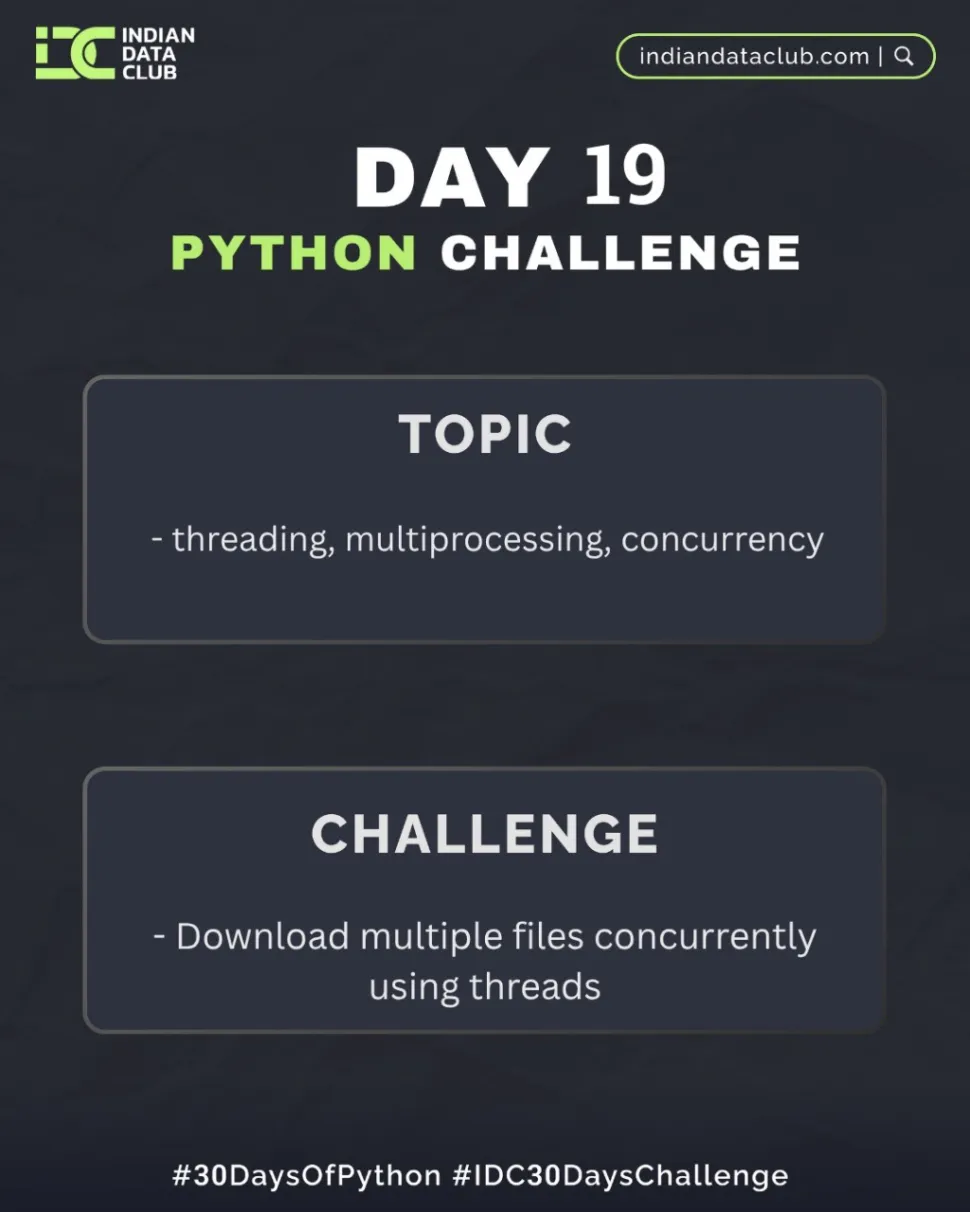 INDIAN
DATA
CLUB
indiandataclub.com |
DAY 19
PYTHON CHALLENGE
TOPIC
- threading, multiprocessing, concurrency
CHALLENGE
- Download multiple files concurrently
using threads
#30DaysOfPython #IDC30DaysChallenge